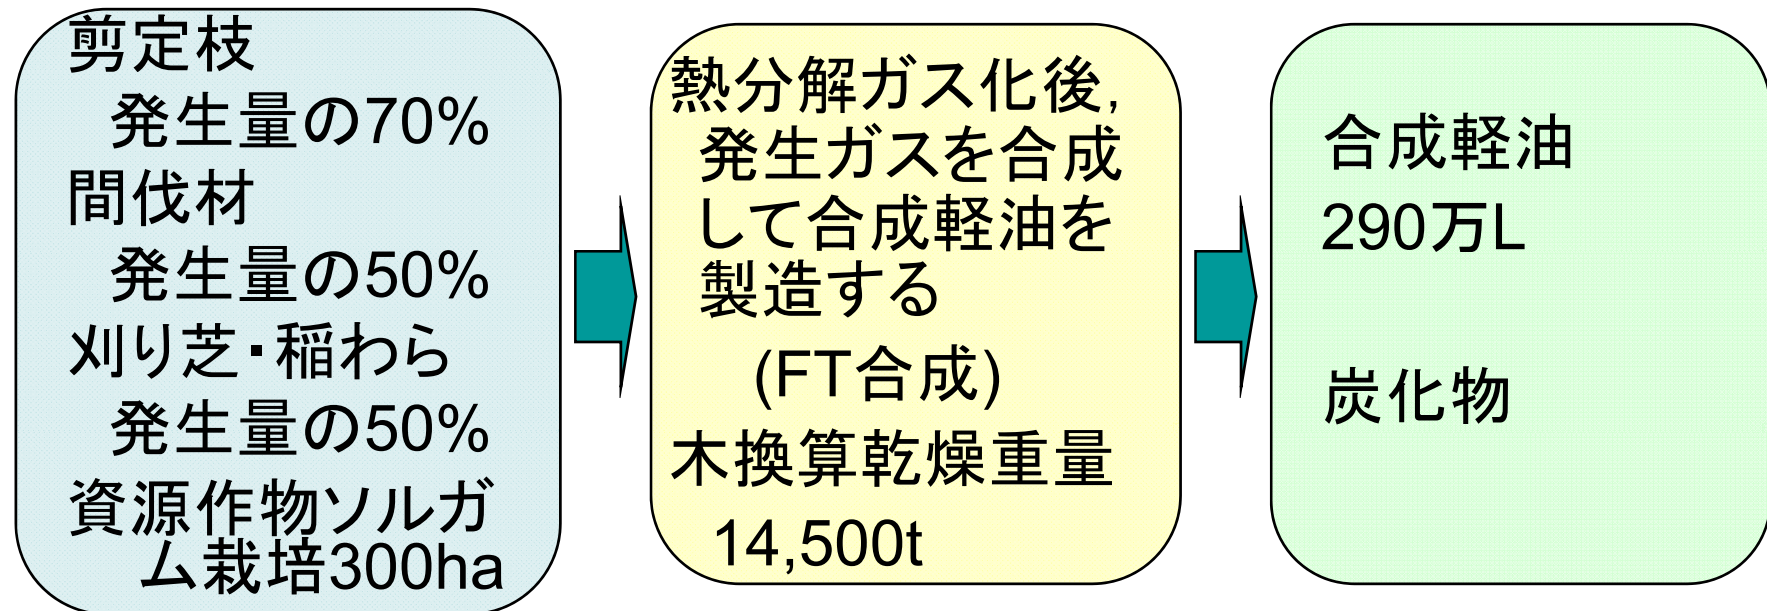 剪定枝
発生量の70%
間伐材
発生量の50%
刈り芝・稲わら
発生量の50%
資源作物ソルガ
ム栽培300ha
熱分解ガス化後,
発生ガスを合成
して合成軽油を
製造する
(FT合成)
木換算乾燥重量
14,500t
合成軽油
290万L
炭化物